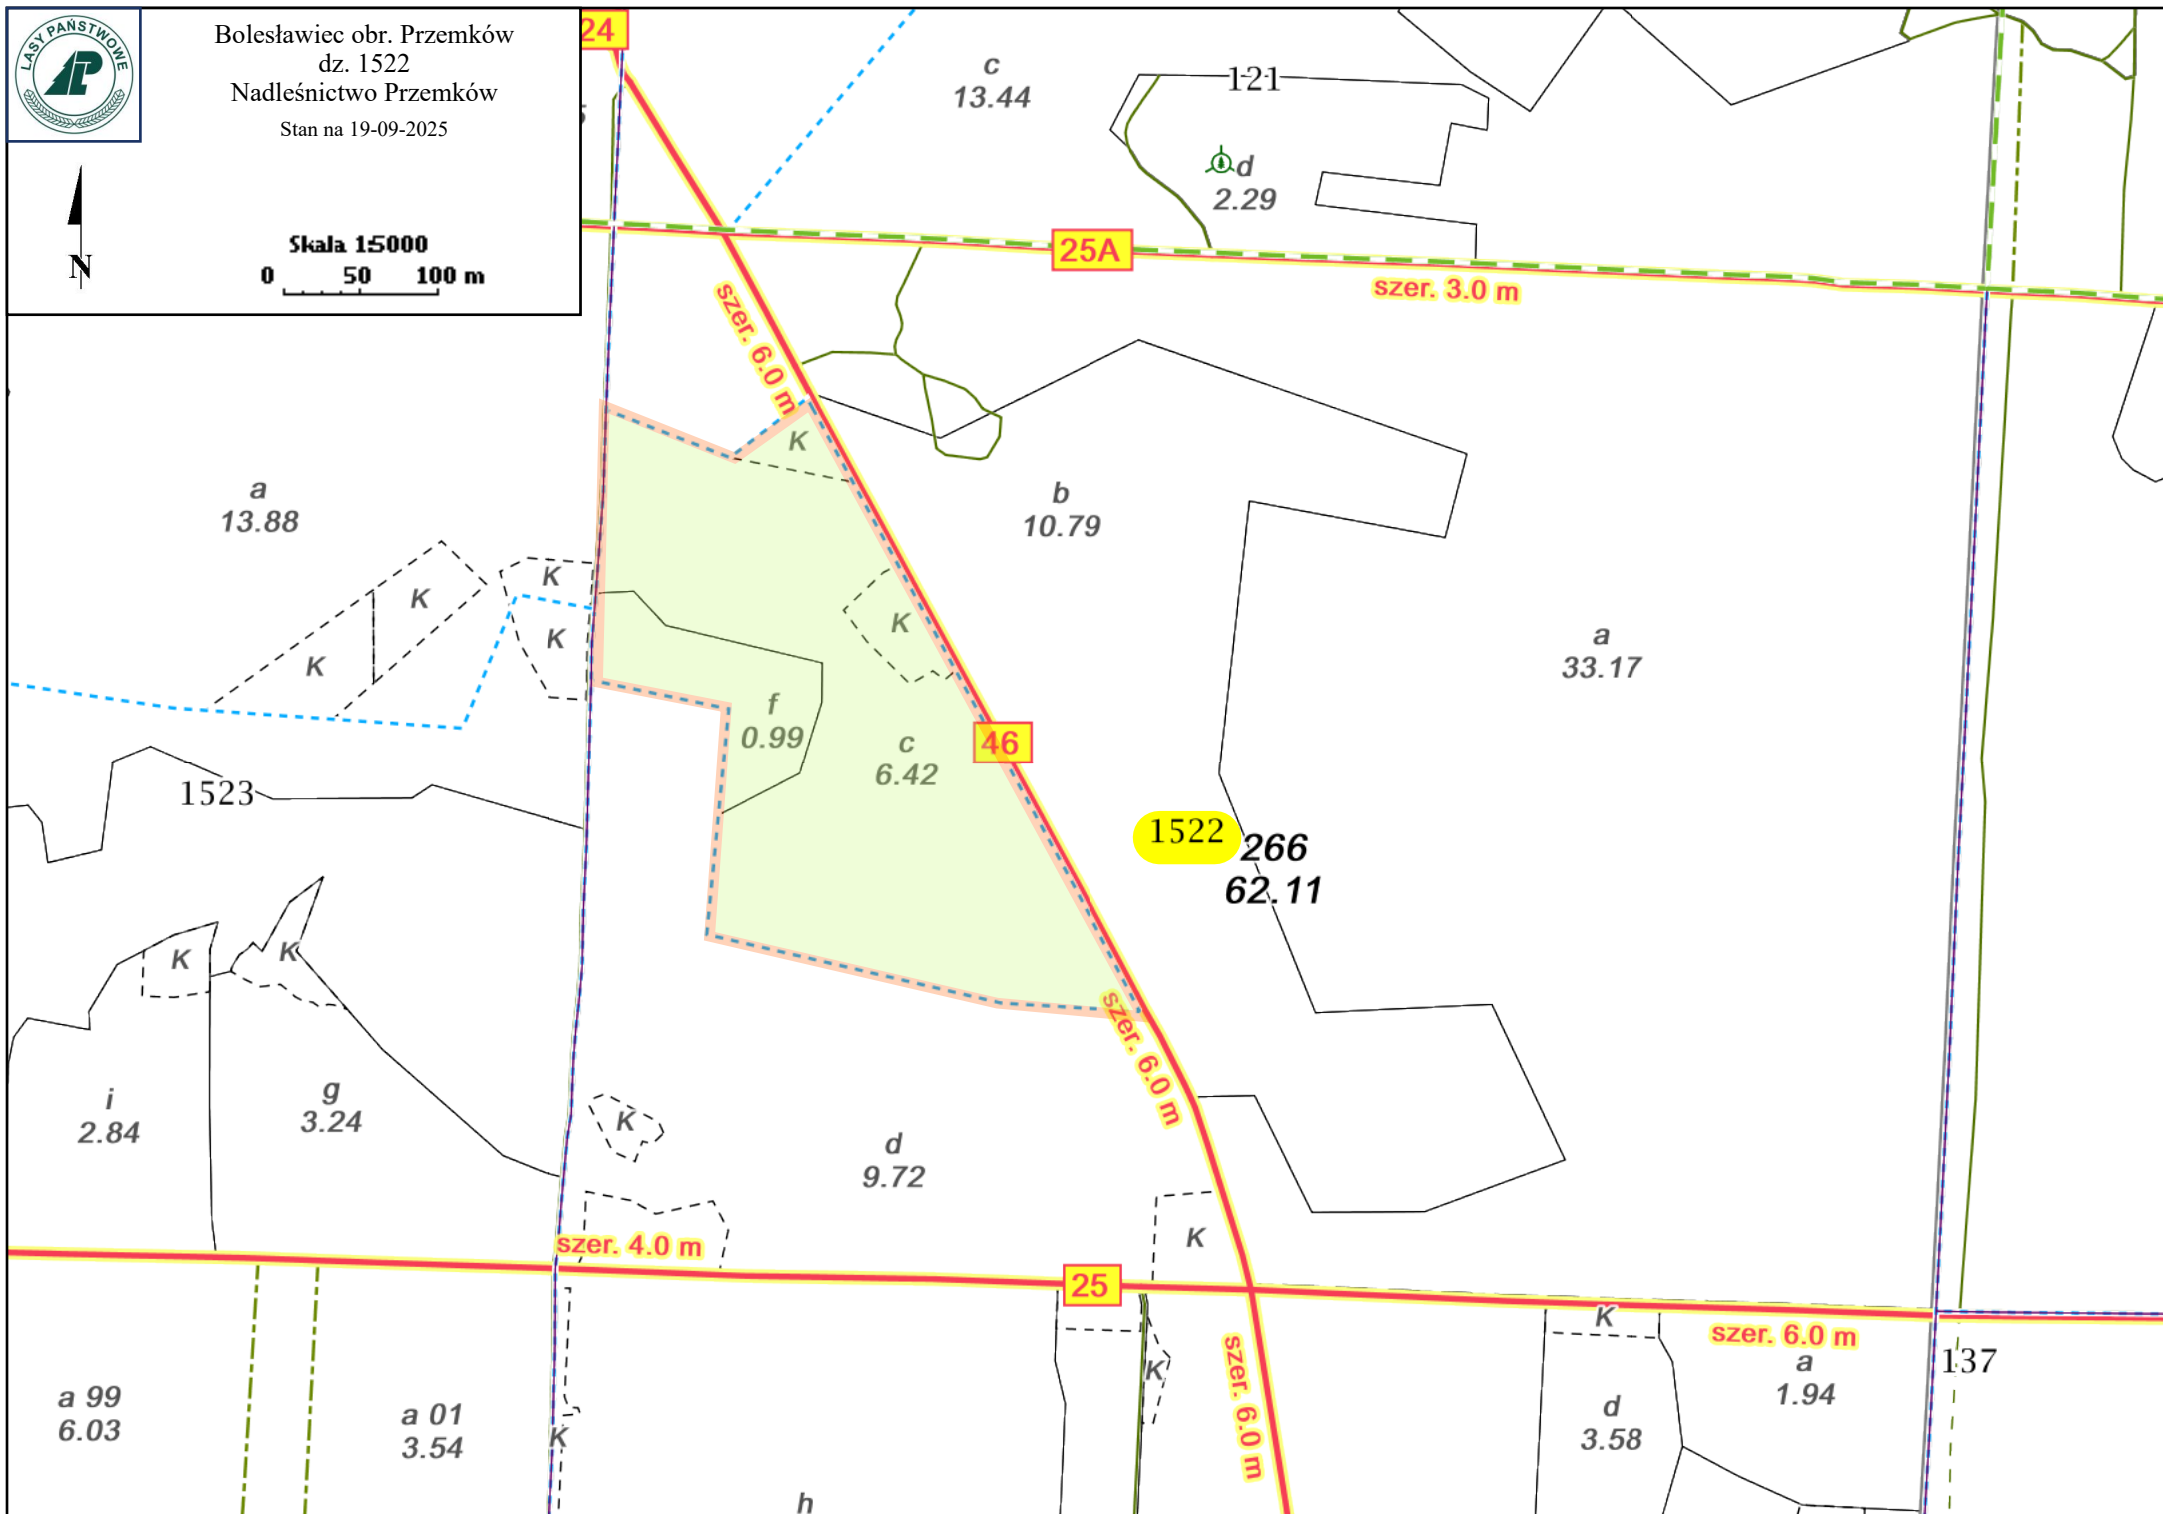 LASY PAŃSTWOWE
Bolesławiec obr. Przemków
dz. 1522
Nadleśnictwo Przemków
Stan na 19-09-2025
N
Skala 1:5000
0 50 100 m
24
c
13.44
121
d
2.29
25A
szer. 3.0 m
szer. 6.0 m
K
a
13.88
b
10.79
K
K
K
K
K
a
33.17
f
0.99
c
6.42
46
1523
1522
266
62.11
K
K
szer. 6.0 m
i
2.84
g
3.24
K
d
9.72
K
szer. 4.0 m
25
K
szer. 6.0 m
szer. 6.0 m
K
137
a
1.94
a 99
6.03
a 01
3.54
K
d
3.58
h